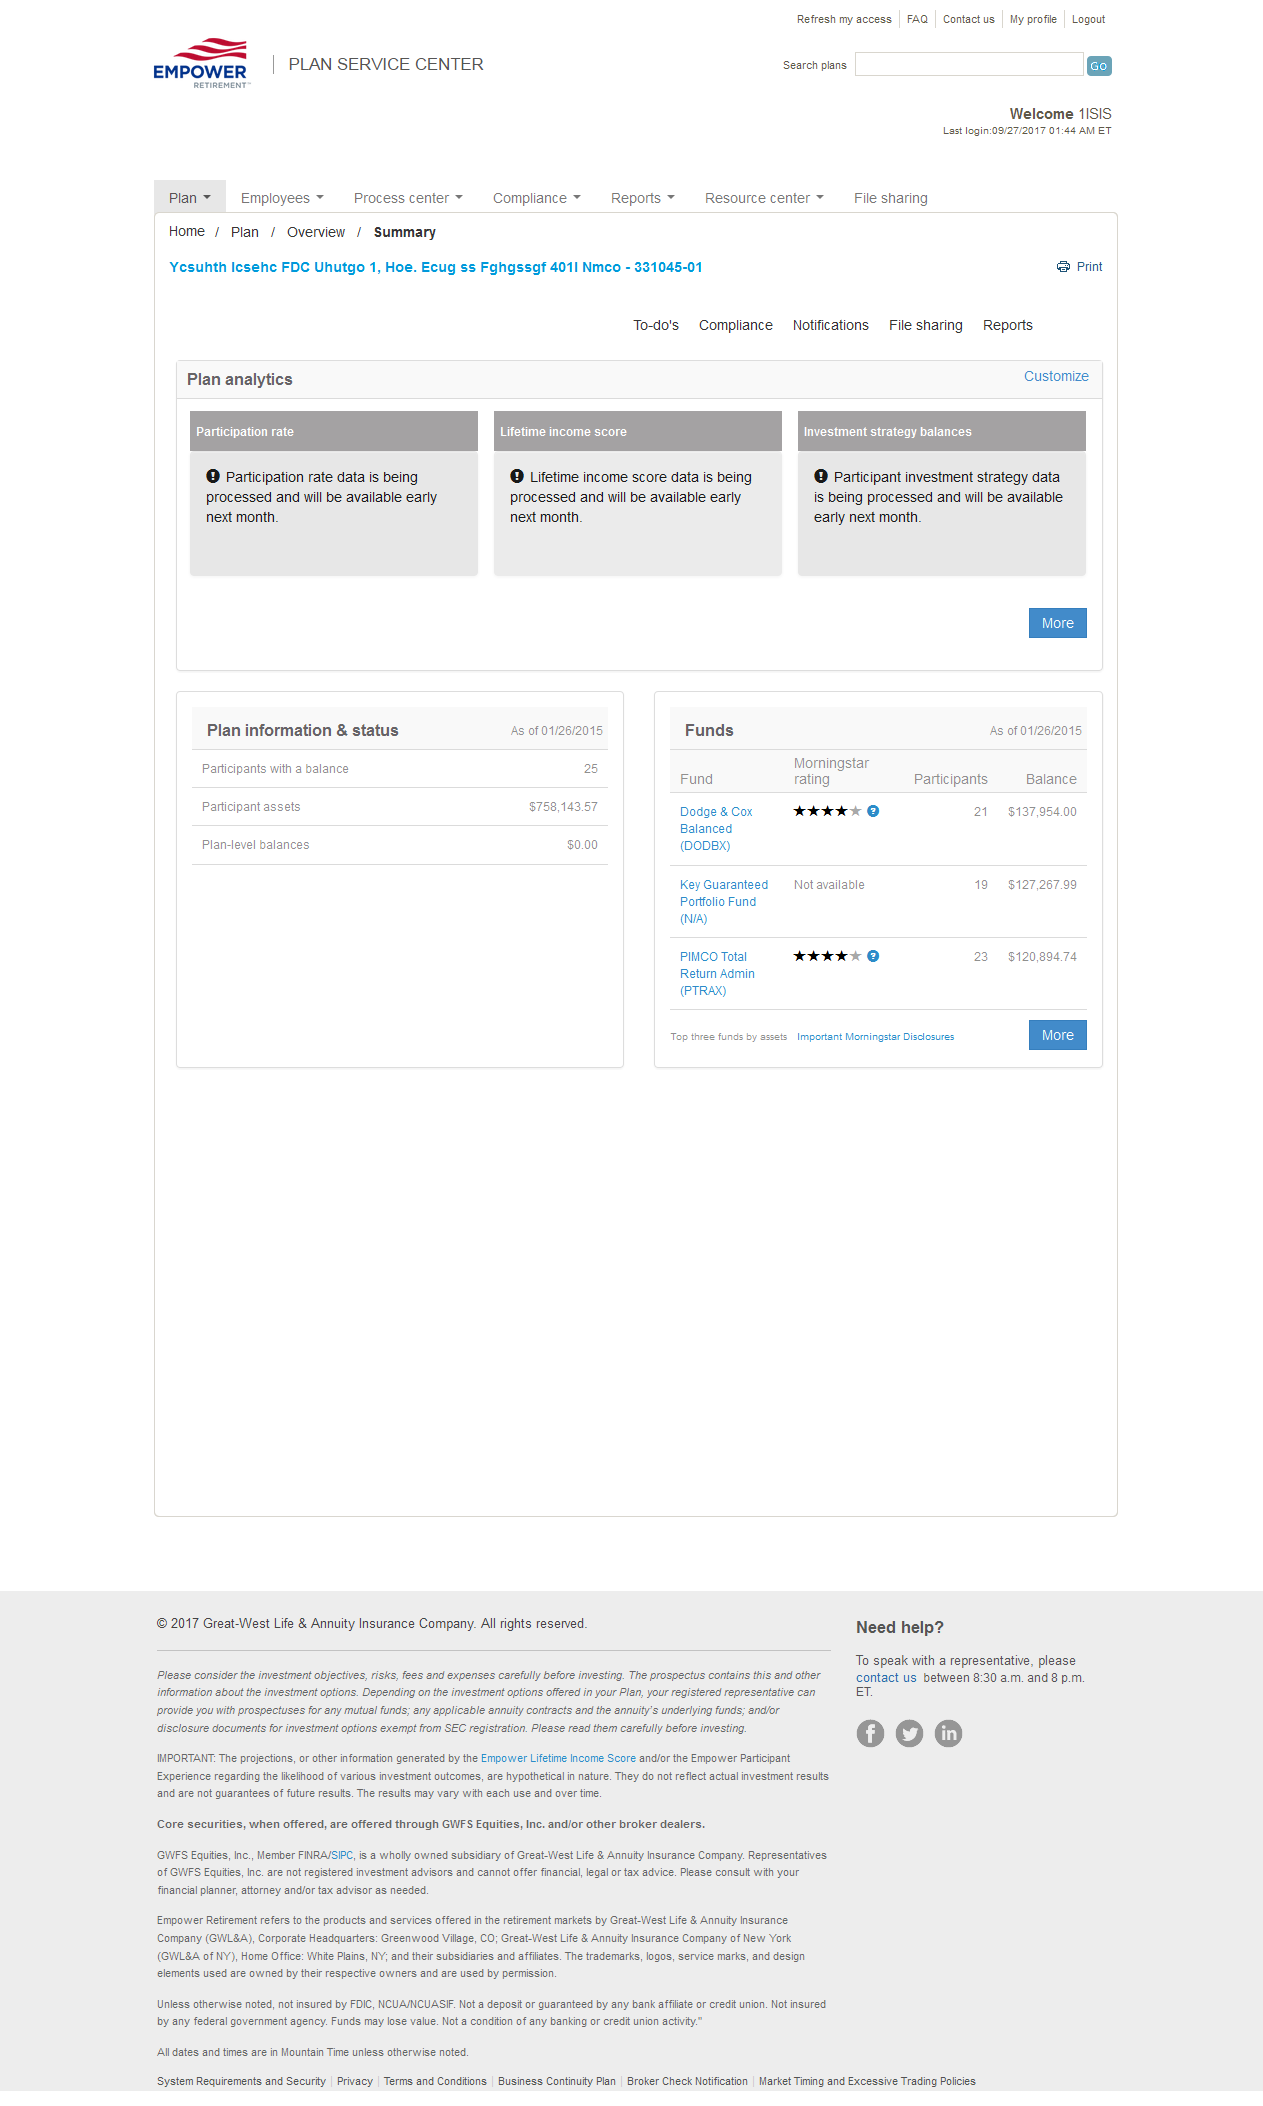 Refresh my access FAQ Contact us My profile Logout
EMPOWER
RETIREMENT™
PLAN SERVICE CENTER
Search plans Go
Welcome 1ISIS
Last login:09/27/2017 01:44 AM ET
Plan Employees Process center Compliance Reports Resource center File sharing
Home / Plan / Overview / Summary
Ycsuhth Icsehc FDC Uhutgo 1, Hoe. Ecug ss Fghgssgf 401l Nmco - 331045-01
Print
To-do's Compliance Notifications File sharing Reports
Plan analytics
Customize
Participation rate
Participation rate data is being
processed and will be available early
next month.
Lifetime income score
Lifetime income score data is being
processed and will be available early
next month.
Investment strategy balances
Participant investment strategy data
is being processed and will be available
early next month.
More
Plan information & status As of 01/26/2015
Participants with a balance 25
Participant assets $758,143.57
Plan-level balances $0.00
Funds As of 01/26/2015
Fund Morningstar rating Participants Balance
Dodge & Cox ★★★★★ ? 21 $137,954.00
Balanced
(DODBX)
Key Guaranteed Not available 19 $127,267.99
Portfolio Fund
(N/A)
PIMCO Total ★★★★★ ? 23 $120,894.74
Return Admin
(PTRAX)
Top three funds by assets Important Morningstar Disclosures
More
© 2017 Great-West Life & Annuity Insurance Company. All rights reserved.
Please consider the investment objectives, risks, fees and expenses carefully before investing. The prospectus contains this and other
information about the investment options. Depending on the investment options offered in your Plan, your registered representative can
provide you with prospectuses for any mutual funds; any applicable annuity contracts and the annuity's underlying funds; and/or
disclosure documents for investment options exempt from SEC registration. Please read them carefully before investing.
IMPORTANT: The projections, or other information generated by the Empower Lifetime Income Score and/or the Empower Participant
Experience regarding the likelihood of various investment outcomes, are hypothetical in nature. They do not reflect actual investment results
and are not guarantees of future results. The results may vary with each use and over time.
Core securities, when offered, are offered through GWFS Equities, Inc. and/or other broker dealers.
GWFS Equities, Inc., Member FINRA/SIPC, is a wholly owned subsidiary of Great-West Life & Annuity Insurance Company. Representatives
of GWFS Equities, Inc. are not registered investment advisors and cannot offer financial, legal or tax advice. Please consult with your
financial planner, attorney and/or tax advisor as needed.
Empower Retirement refers to the products and services offered in the retirement markets by Great-West Life & Annuity Insurance
Company (GWL&A), Corporate Headquarters: Greenwood Village, CO; Great-West Life & Annuity Insurance Company of New York
(GWL&A of NY), Home Office: White Plains, NY; and their subsidiaries and affiliates. The trademarks, logos, service marks, and design
elements used are owned by their respective owners and are used by permission.
Unless otherwise noted, not insured by FDIC, NCUA/NCUASIF. Not a deposit or guaranteed by any bank affiliate or credit union. Not insured
by any federal government agency. Funds may lose value. Not a condition of any banking or credit union activity."
All dates and times are in Mountain Time unless otherwise noted.
System Requirements and Security Privacy Terms and Conditions Business Continuity Plan Broker Check Notification Market Timing and Excessive Trading Policies
Need help?
To speak with a representative, please
contact us between 8:30 a.m. and 8 p.m.
ET.